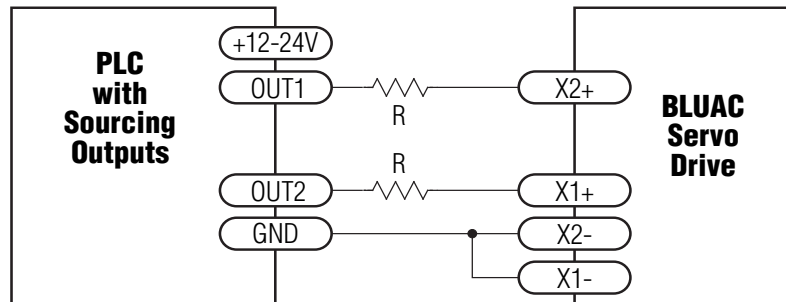 PLC
with
Sourcing
Outputs
+12-24V
OUT1
OUT2
GND
R
R
X2+
X1+
X2-
X1-
BLUAC
Servo
Drive